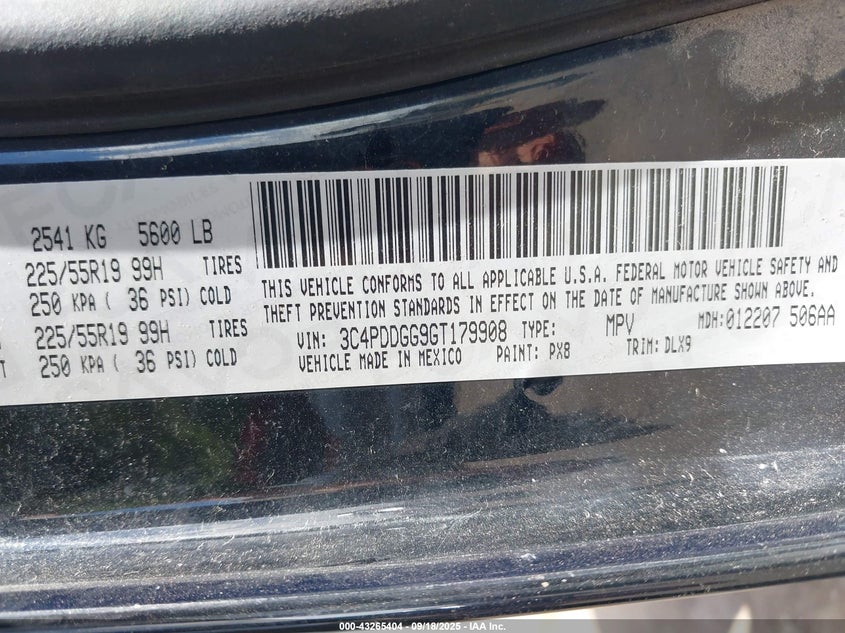 2541 KG 5600 LB
225/55R19 99H TIRES
250 KPA ( 36 PSI) COLD
225/55R19 99H TIRES
250 KPA ( 36 PSI) COLD
THIS VEHICLE CONFORMS TO ALL APPLICABLE U.S.A. FEDERAL MOTOR VEHICLE SAFETY AND
THEFT PREVENTION STANDARDS IN EFFECT ON THE DATE OF MANUFACTURE SHOWN ABOVE.
VIN: 3C4PDDGG9GT179908 TYPE: MPV MDH: 012207 506AA
VEHICLE MADE IN MEXICO PAINT: PX8 TRIM: DLX9
000-43265404 - 09/18/2025 - IAA Inc.